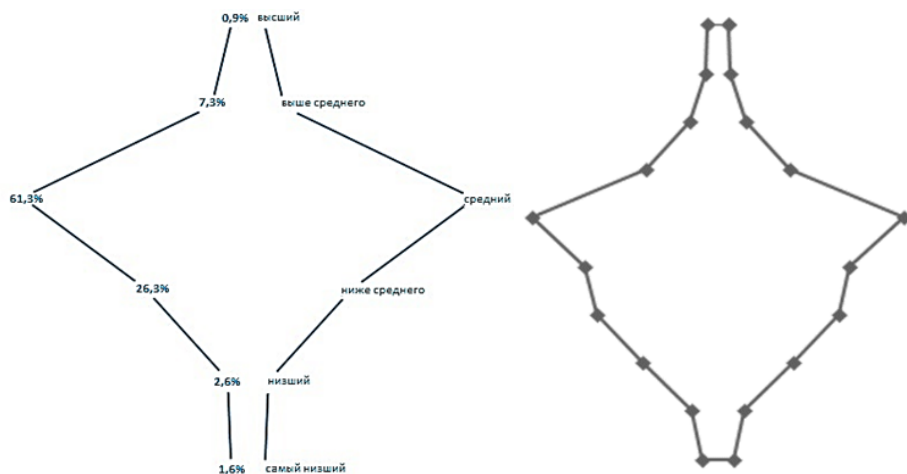 0,9% высший
7,3% выше среднего
61,3% средний
26,3% ниже среднего
2,6% низший
1,6% самый низший